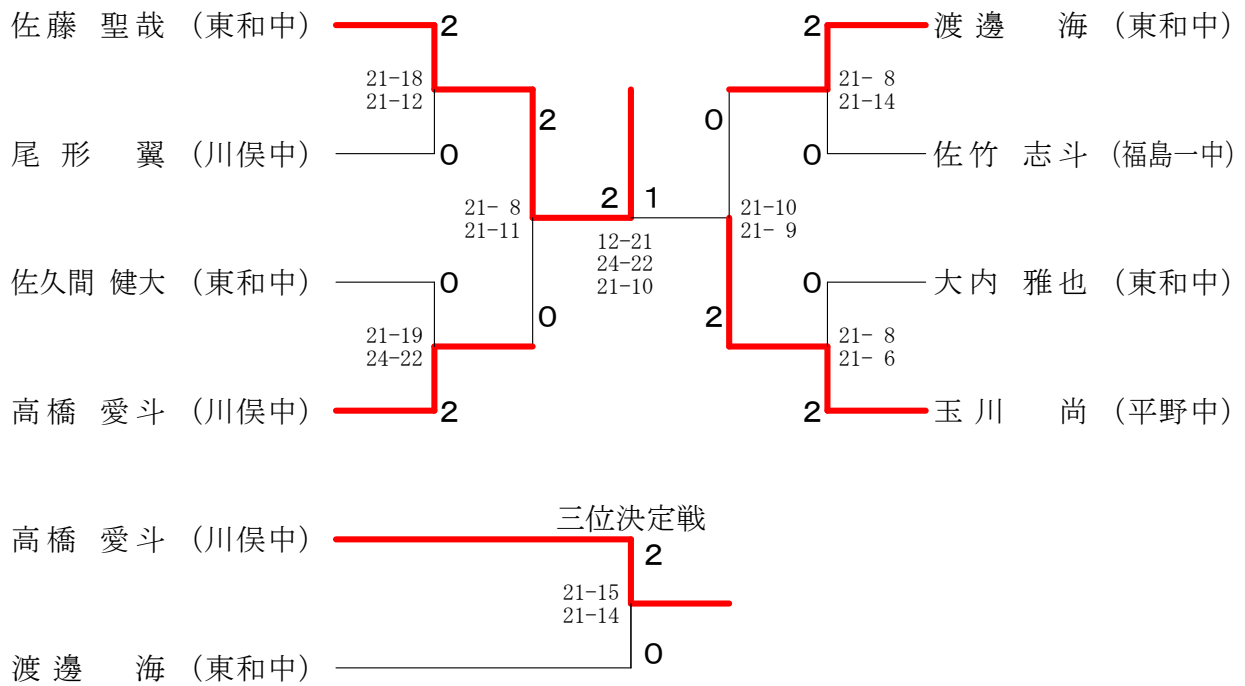 佐藤 聖哉 (東和中) 2 2 渡邊 海 (東和中)
21-18 21- 8
21-12 21-14
2 0
尾形 翼 (川俣中) 0 0 佐竹 志斗 (福島一中)
21- 8 2 1 21-10
21-11 21- 9
12-21
24-22
21-10
佐久間 健大 (東和中) 0 0 大内 雅也 (東和中)
0 2
21-19 21- 8
24-22 21- 6
高橋 愛斗 (川俣中) 2 2 玉川 尚 (平野中)
三位決定戦
高橋 愛斗 (川俣中) 2
21-15
21-14
渡邊 海 (東和中) 0